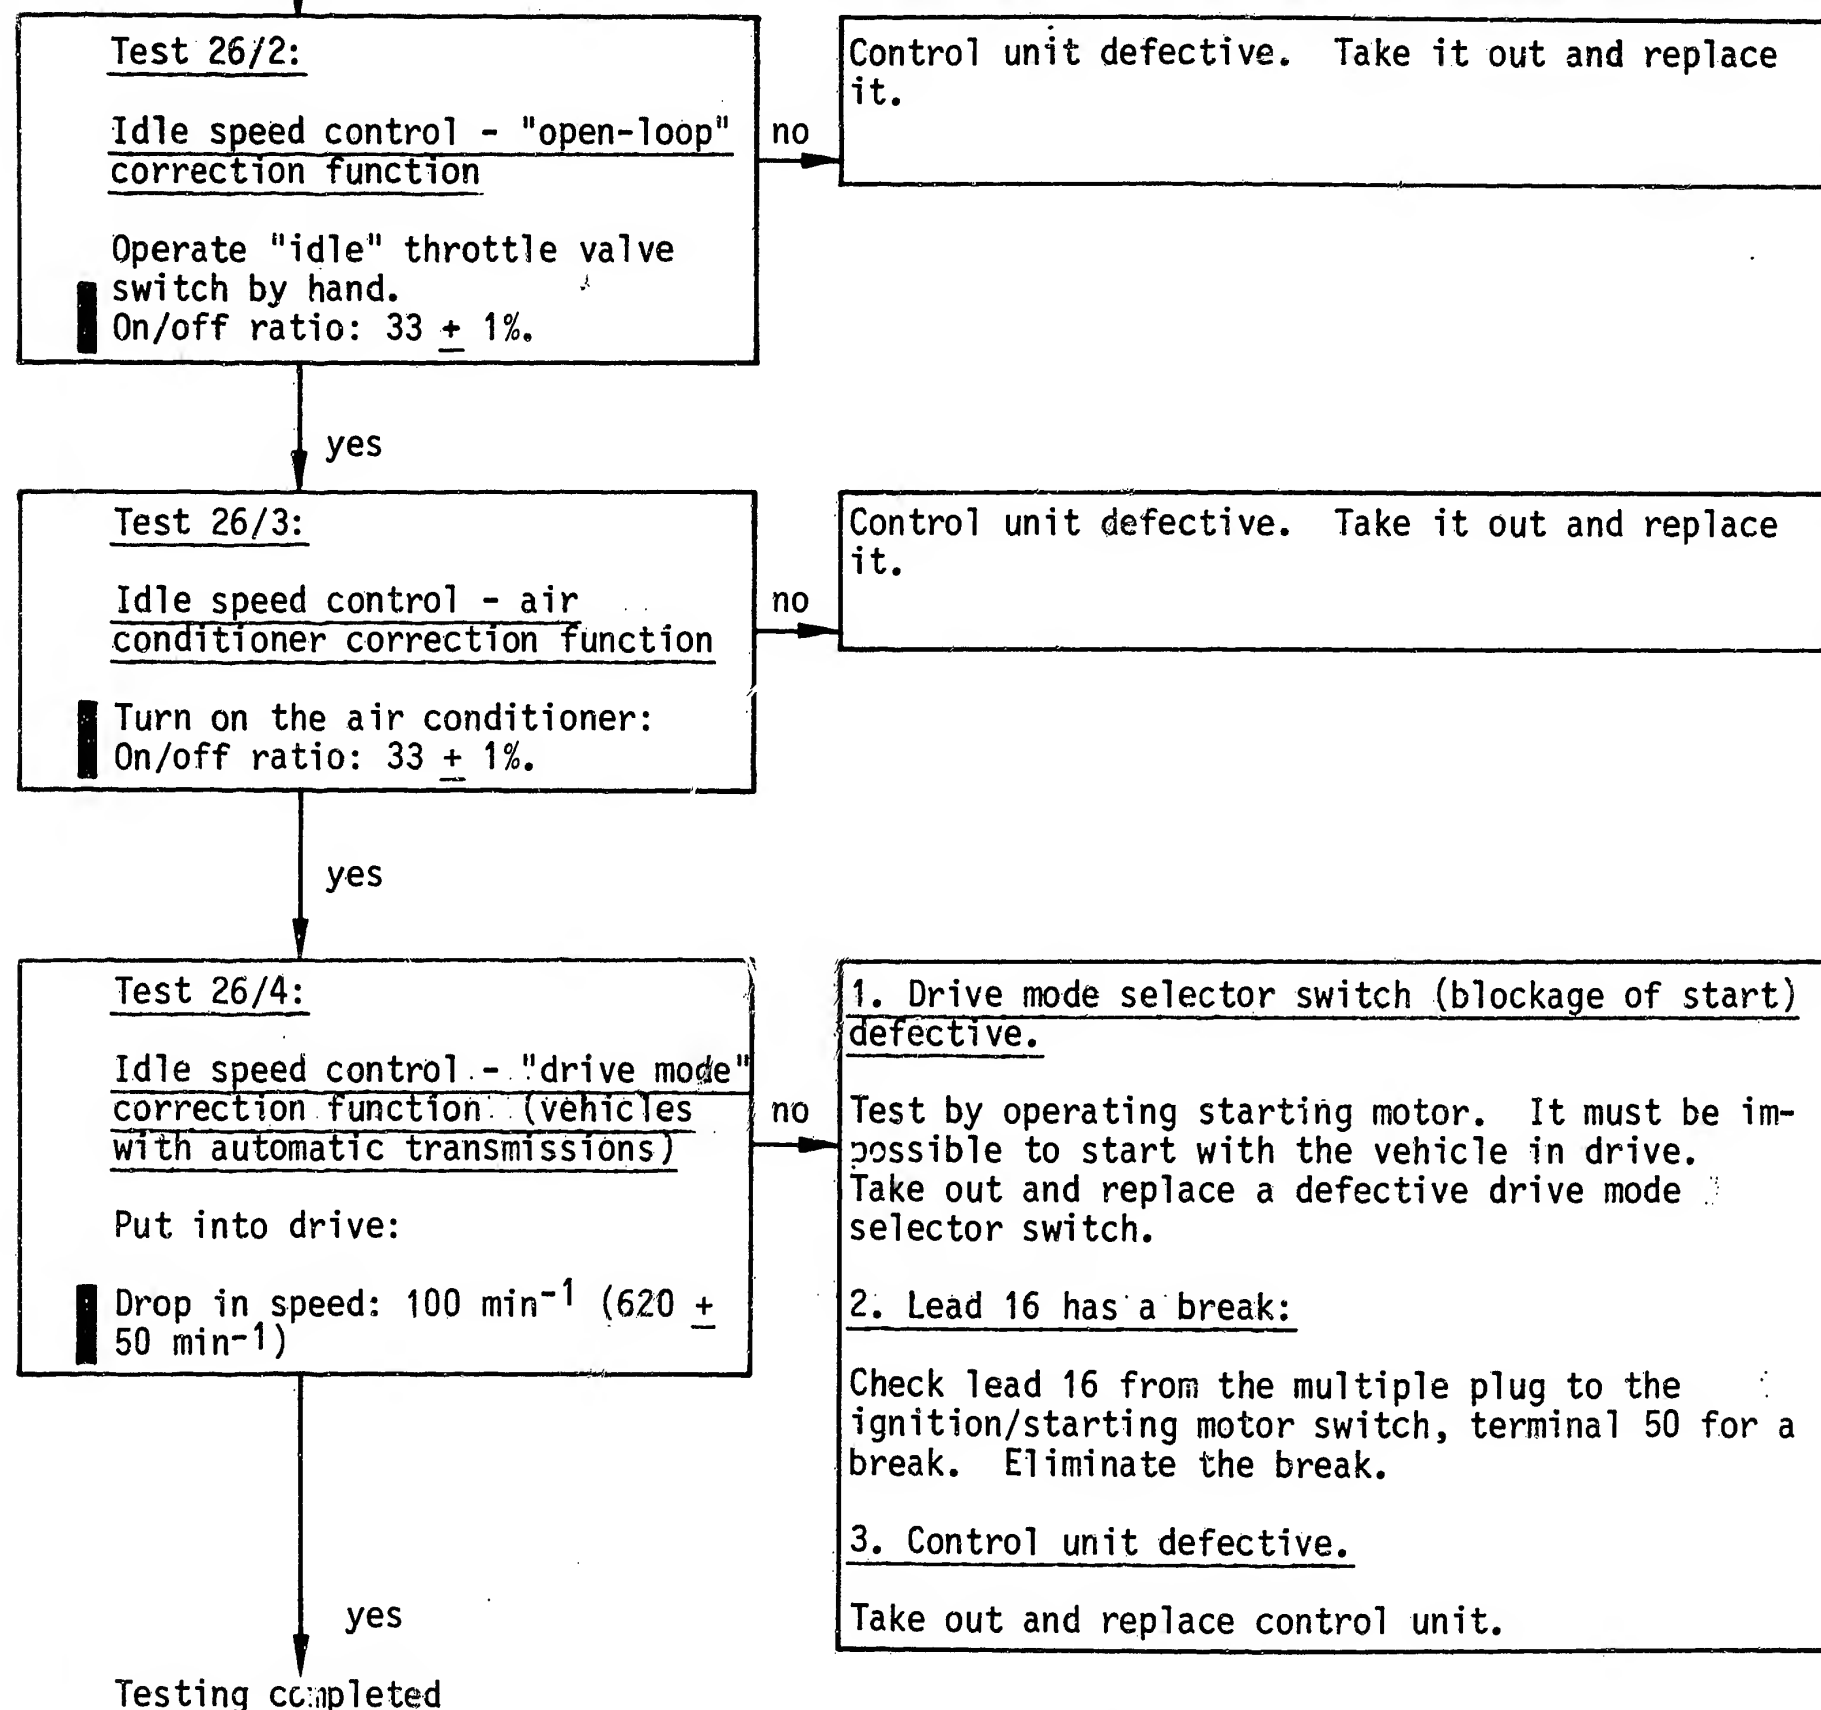 Test 26/2:
Idle speed control - "open-loop"
correction function
Operate "idle" throttle valve
switch by hand.
On/off ratio: 33 ± 1%.
no
Control unit defective. Take it out and replace
it.
yes
Test 26/3:
Idle speed control - air
conditioner correction function
Turn on the air conditioner:
On/off ratio: 33 ± 1%.
no
Control unit defective. Take it out and replace
it.
yes
Test 26/4:
Idle speed control - "drive mode"
correction function (vehicles
with automatic transmissions)
Put into drive:
Drop in speed: 100 min⁻¹ (620 ±
50 min⁻¹)
no
1. Drive mode selector switch (blockage of start)
defective.
Test by operating starting motor. It must be im-
possible to start with the vehicle in drive.
Take out and replace a defective drive mode
selector switch.
2. Lead 16 has a break:
Check lead 16 from the multiple plug to the
ignition/starting motor switch, terminal 50 for a
break. Eliminate the break.
3. Control unit defective.
Take out and replace control unit.
yes
Testing completed